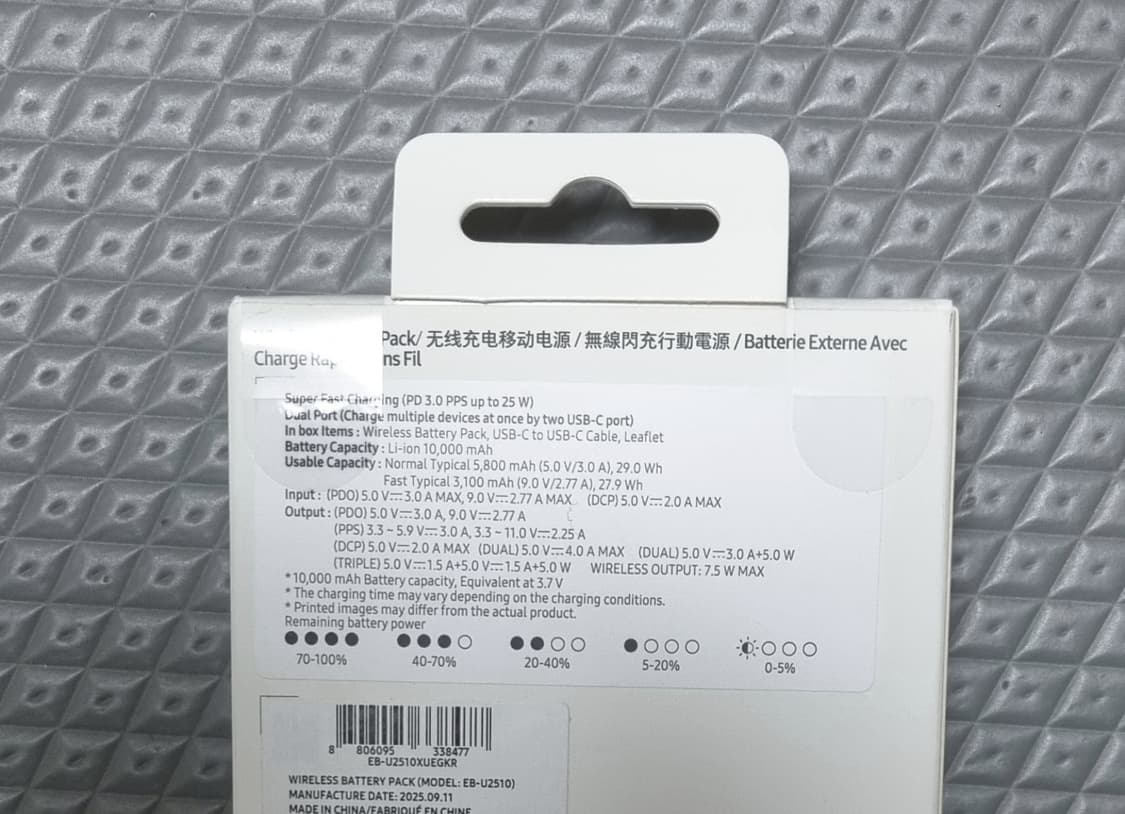 Pack/ 无线充电移动电源 / 無線閃充行動電源 / Batterie Externe Avec
Charge Rap ns Fil
Super Fast Charging (PD 3.0 PPS up to 25 W)
Dual Port (Charge multiple devices at once by two USB-C port)
In box Items : Wireless Battery Pack, USB-C to USB-C Cable, Leaflet
Battery Capacity : Li-ion 10,000 mAh
Usable Capacity : Normal Typical 5,800 mAh (5.0 V/3.0 A), 29.0 Wh
Fast Typical 3,100 mAh (9.0 V/2.77 A), 27.9 Wh
Input : (PDO) 5.0 V⎓3.0 A MAX, 9.0 V⎓2.77 A MAX (DCP) 5.0 V⎓2.0 A MAX
Output : (PDO) 5.0 V⎓3.0 A, 9.0 V⎓2.77 A
(PPS) 3.3 ~ 5.9 V⎓3.0 A, 3.3 ~ 11.0 V⎓2.25 A
(DCP) 5.0 V⎓2.0 A MAX (DUAL) 5.0 V⎓4.0 A MAX (DUAL) 5.0 V⎓3.0 A+5.0 W
(TRIPLE) 5.0 V⎓1.5 A+5.0 V⎓1.5 A+5.0 W WIRELESS OUTPUT: 7.5 W MAX
* 10,000 mAh Battery capacity, Equivalent at 3.7 V
* The charging time may vary depending on the charging conditions.
* Printed images may differ from the actual product.
Remaining battery power
70-100% 40-70% 20-40% 5-20% 0-5%
8 806095 338477
EB-U2510XUEGKR
WIRELESS BATTERY PACK (MODEL: EB-U2510)
MANUFACTURE DATE: 2025.09.11
MADE IN CHINA/FABRIQUÉ EN CHINE